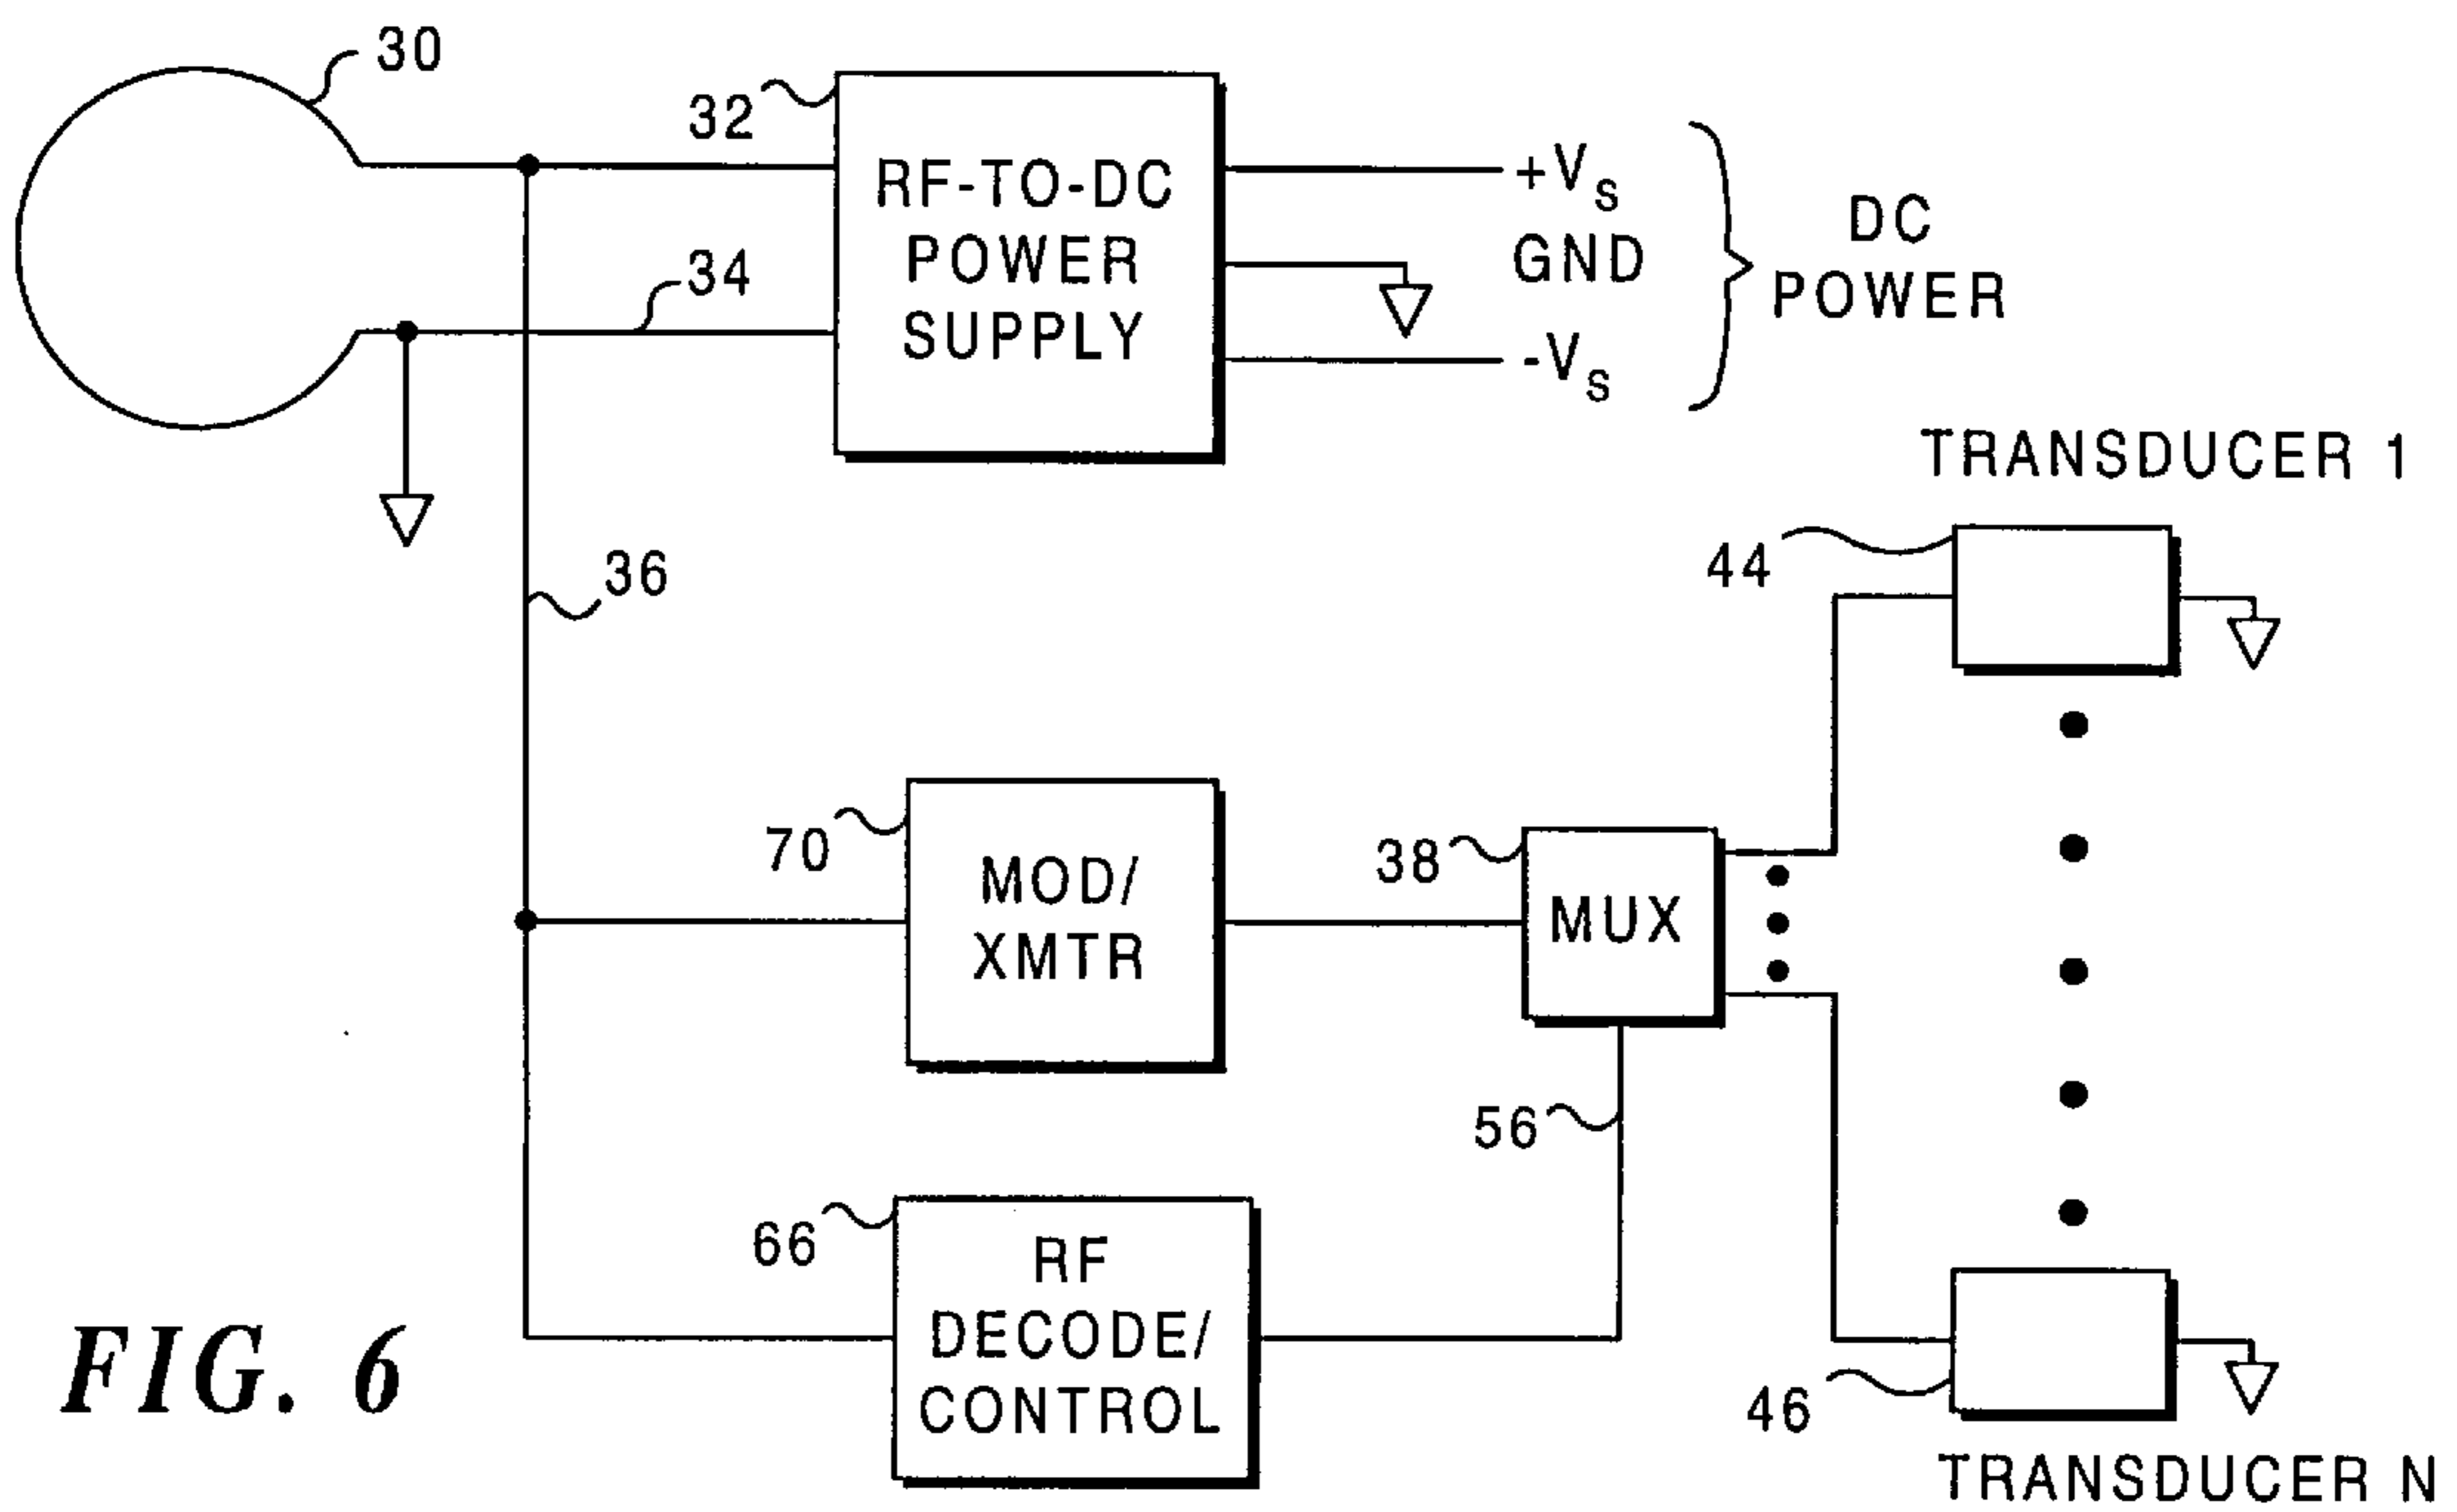 30
32
RF-TO-DC
POWER
SUPPLY
34
+VS
GND
-VS
DC
POWER
36
TRANSDUCER 1
44
70
MOD/
XMTR
38
MUX
56
66
RF
DECODE/
CONTROL
46
TRANSDUCER N
FIG. 6